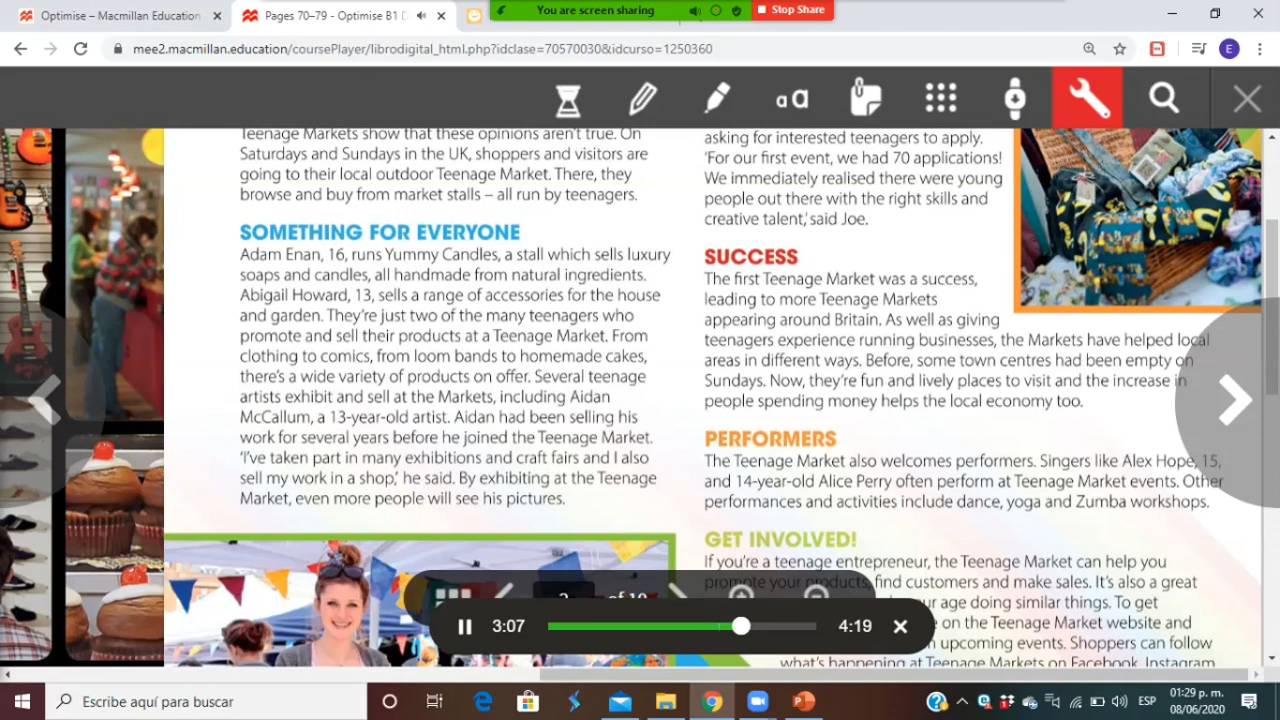 Optimise – Macmillan Education
Pages 70–79 - Optimise B1 D
You are screen sharing
Stop Share
mee2.macmillan.education/coursePlayer/librodigital_html.php?idclase=70570030&idcurso=1250360
E
aa
Teenage Markets show that these opinions aren't true. On
Saturdays and Sundays in the UK, shoppers and visitors are
going to their local outdoor Teenage Market. There, they
browse and buy from market stalls – all run by teenagers.
SOMETHING FOR EVERYONE
Adam Enan, 16, runs Yummy Candles, a stall which sells luxury
soaps and candles, all handmade from natural ingredients.
Abigail Howard, 13, sells a range of accessories for the house
and garden. They're just two of the many teenagers who
promote and sell their products at a Teenage Market. From
clothing to comics, from loom bands to homemade cakes,
there's a wide variety of products on offer. Several teenage
artists exhibit and sell at the Markets, including Aidan
McCallum, a 13-year-old artist. Aidan had been selling his
work for several years before he joined the Teenage Market.
'I've taken part in many exhibitions and craft fairs and I also
sell my work in a shop,' he said. By exhibiting at the Teenage
Market, even more people will see his pictures.
asking for interested teenagers to apply.
'For our first event, we had 70 applications!
We immediately realised there were young
people out there with the right skills and
creative talent,' said Joe.
SUCCESS
The first Teenage Market was a success,
leading to more Teenage Markets
appearing around Britain. As well as giving
teenagers experience running businesses, the Markets have helped local
areas in different ways. Before, some town centres had been empty on
Sundays. Now, they're fun and lively places to visit and the increase in
people spending money helps the local economy too.
PERFORMERS
The Teenage Market also welcomes performers. Singers like Alex Hope, 15,
and 14-year-old Alice Perry often perform at Teenage Market events. Other
performances and activities include dance, yoga and Zumba workshops.
GET INVOLVED!
If you're a teenage entrepreneur, the Teenage Market can help you
promote your products, find customers and make sales. It's also a great
ur age doing similar things. To get
on the Teenage Market website and
upcoming events. Shoppers can follow
what's happening at Teenage Markets on Facebook, Instagram
of 10
3:07
4:19
Escribe aquí para buscar
ESP
01:29 p. m.
08/06/2020